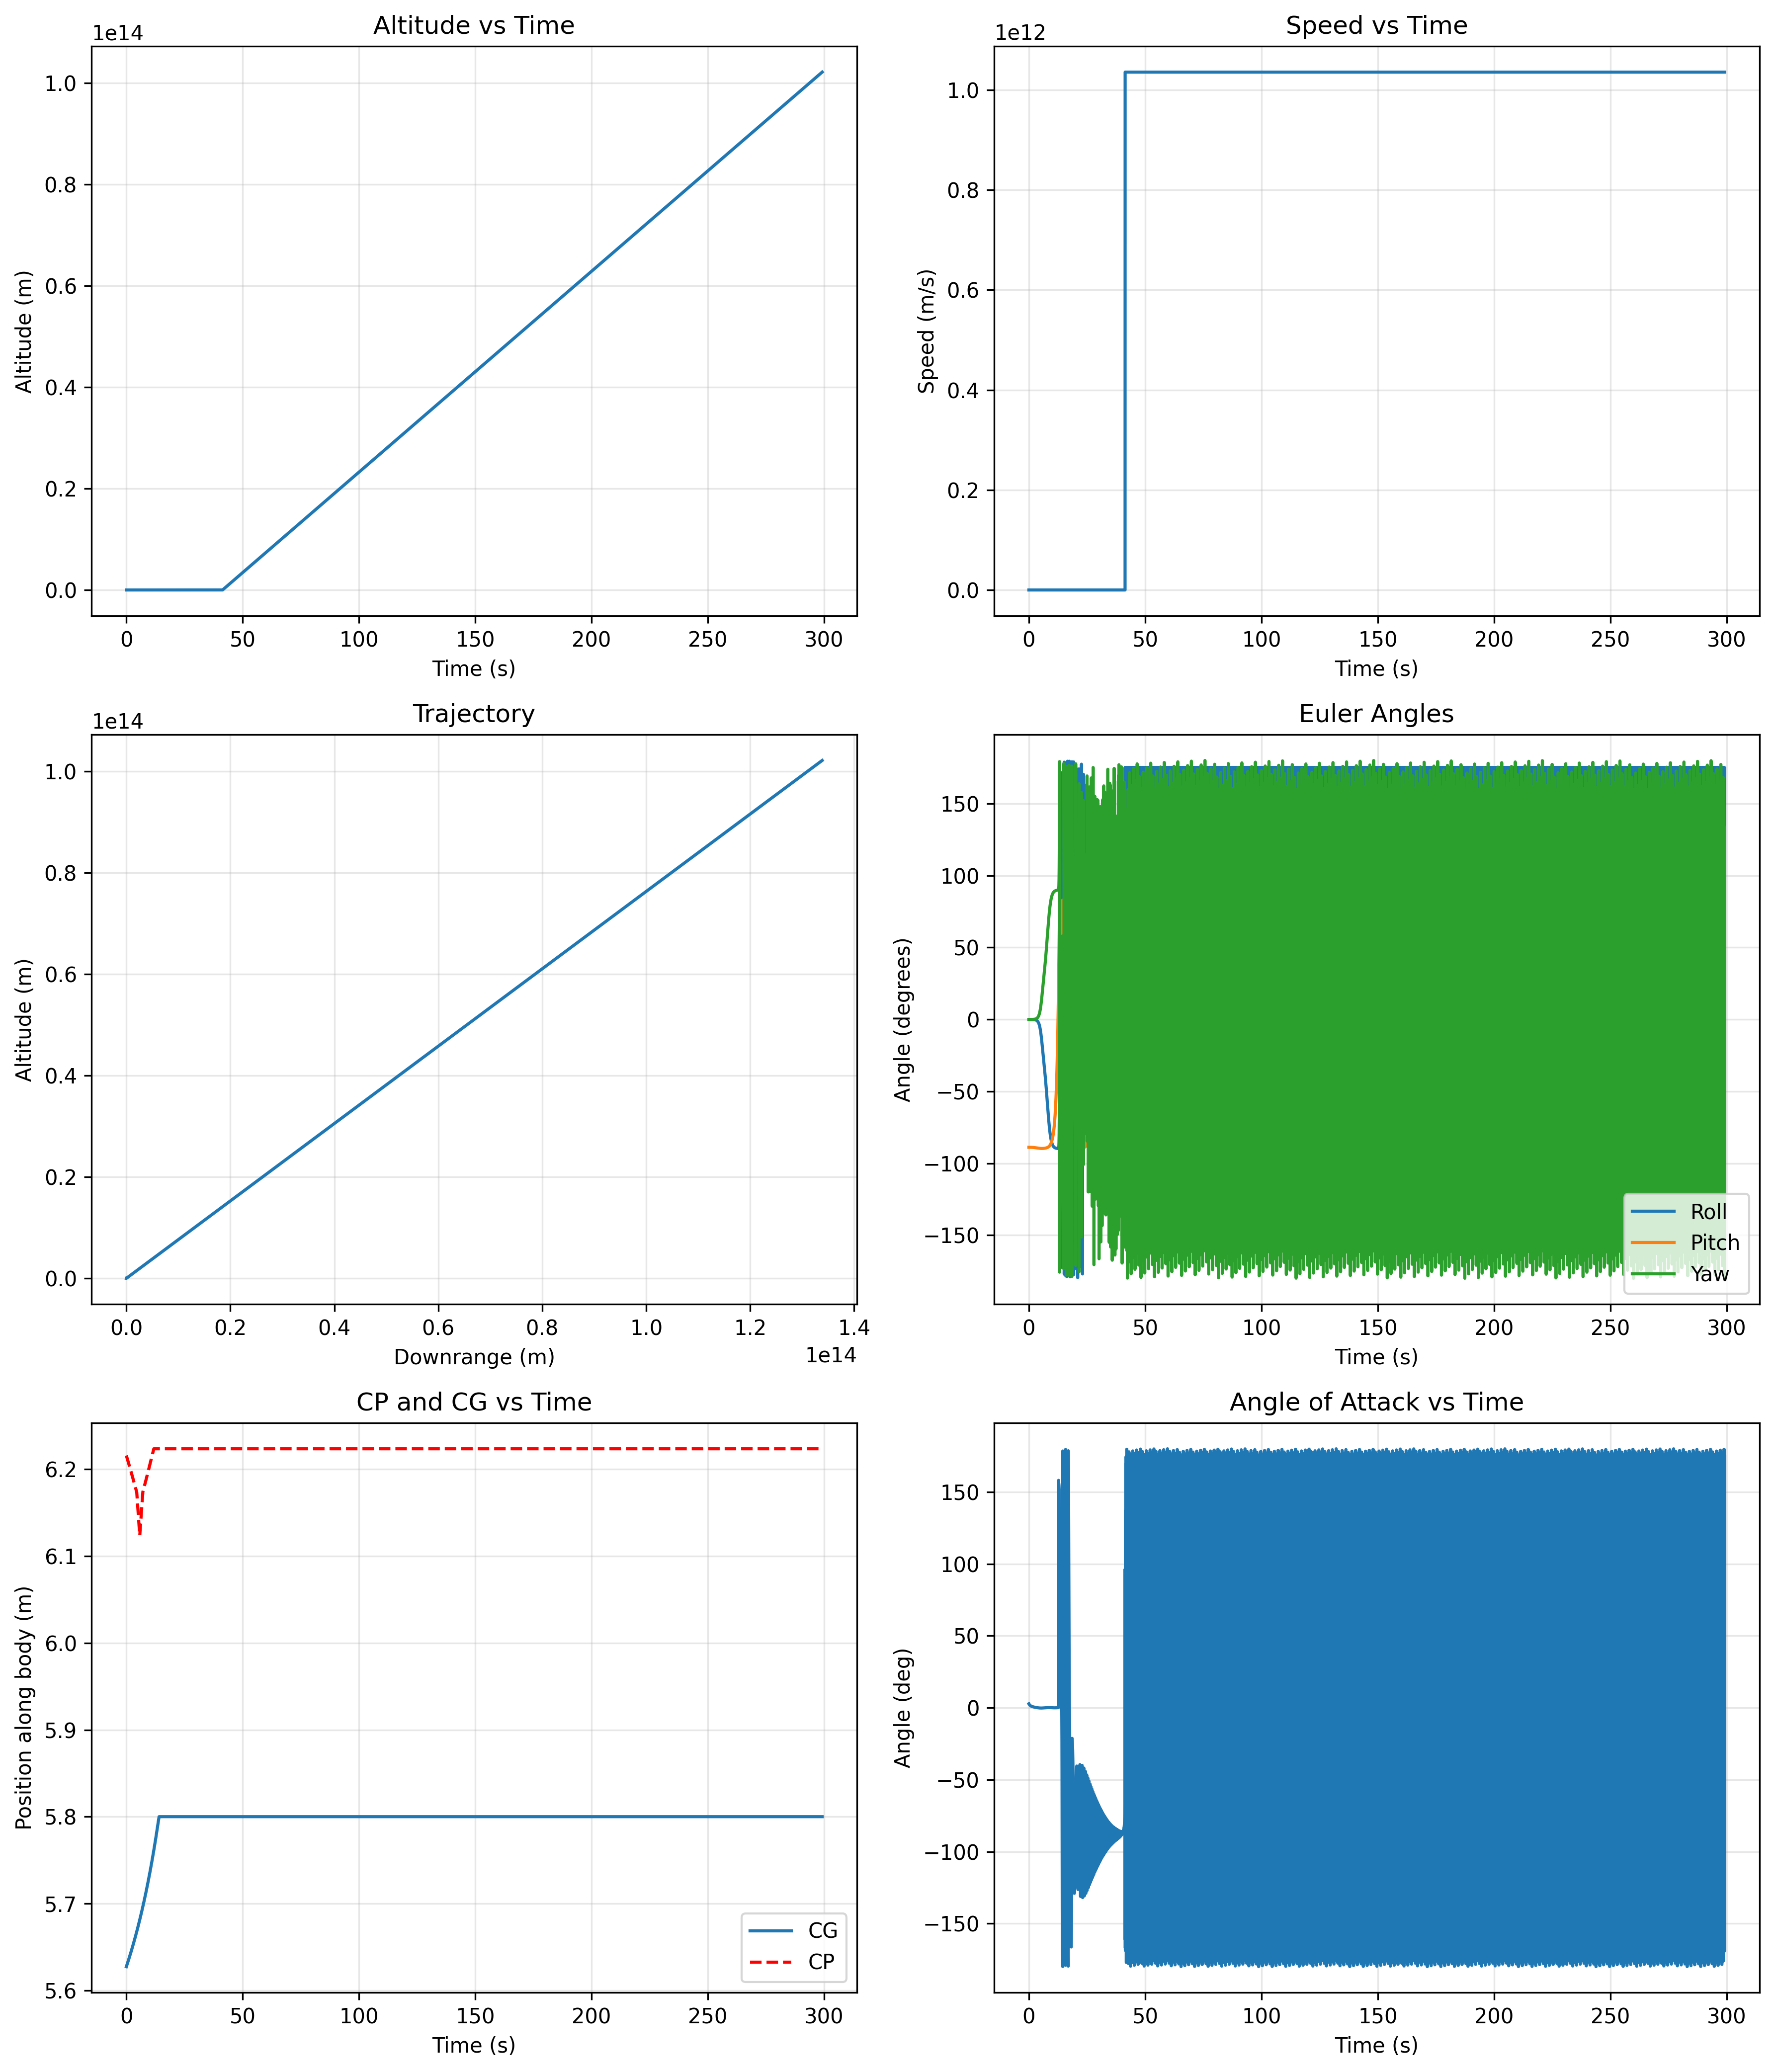 Altitude vs Time
1e14
Altitude (m)
1.0
0.8
0.6
0.4
0.2
0.0
0 50 100 150 200 250 300
Time (s)
Speed vs Time
1e12
Speed (m/s)
1.0
0.8
0.6
0.4
0.2
0.0
0 50 100 150 200 250 300
Time (s)
Trajectory
1e14
Altitude (m)
1.0
0.8
0.6
0.4
0.2
0.0
0.0 0.2 0.4 0.6 0.8 1.0 1.2 1.4
Downrange (m)
1e14
Euler Angles
Angle (degrees)
150
100
50
0
−50
−100
−150
Roll
Pitch
Yaw
0 50 100 150 200 250 300
Time (s)
CP and CG vs Time
Position along body (m)
6.2
6.1
6.0
5.9
5.8
5.7
5.6
CG
CP
0 50 100 150 200 250 300
Time (s)
Angle of Attack vs Time
Angle (deg)
150
100
50
0
−50
−100
−150
0 50 100 150 200 250 300
Time (s)